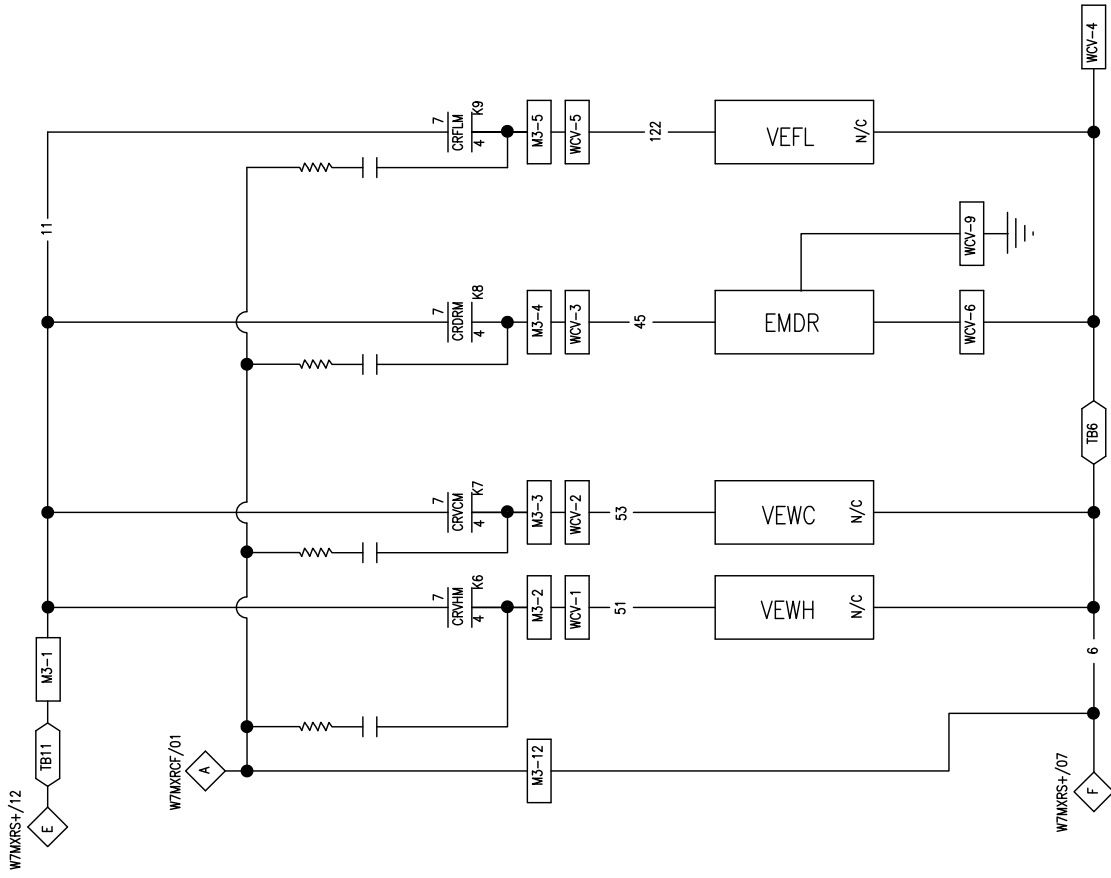 W7MXRS+/12
E
TB11
M3-1
11
W7MXRCF/01
A
7
CRVHM
4
K6
7
CRVCM
4
K7
7
CRDRM
4
K8
7
CRFLM
4
K9
M3-12
M3-2
M3-3
M3-4
M3-5
WCV-1
WCV-2
WCV-3
WCV-5
51
53
45
122
VEWH
N/C
VEWC
N/C
EMDR
VEFL
N/C
WCV-6
WCV-9
W7MXRS+/07
F
6
TB6
WCV-4